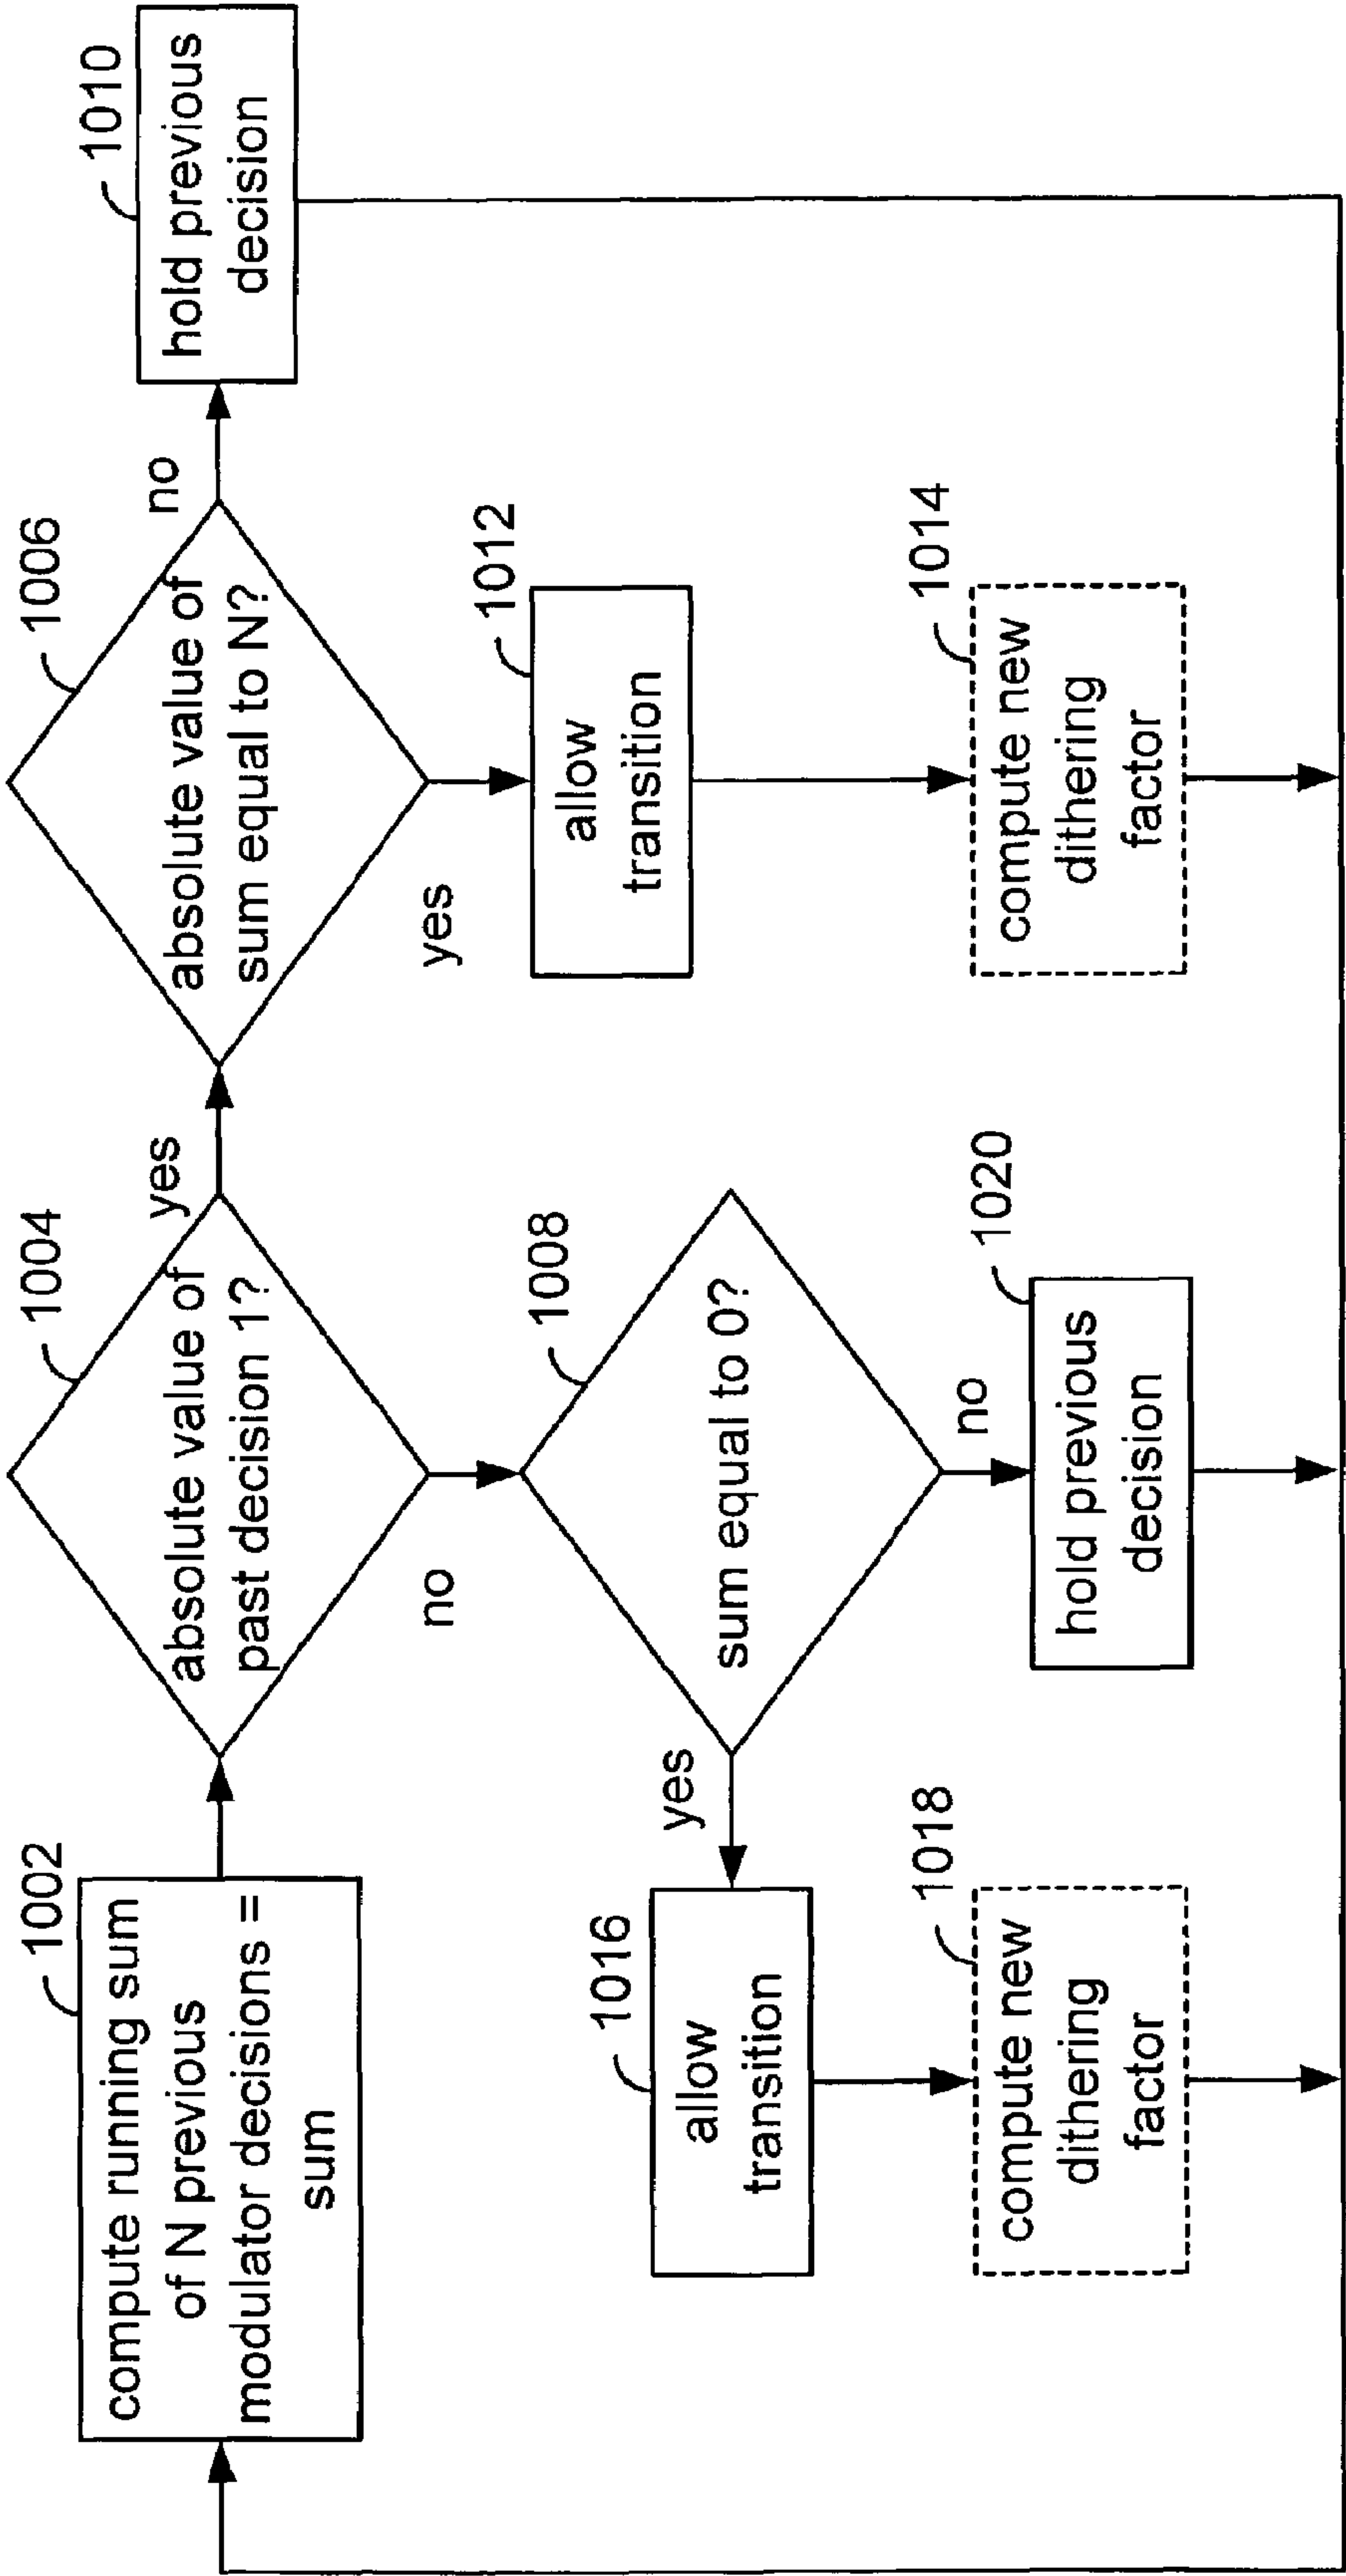 1002
compute running sum
of N previous
modulator decisions =
sum
1004
absolute value of
past decision 1?
yes
no
1006
absolute value of
sum equal to N?
no
yes
1010
hold previous
decision
1012
allow
transition
1014
compute new
dithering
factor
1008
sum equal to 0?
yes
no
1016
allow
transition
1018
compute new
dithering
factor
1020
hold previous
decision